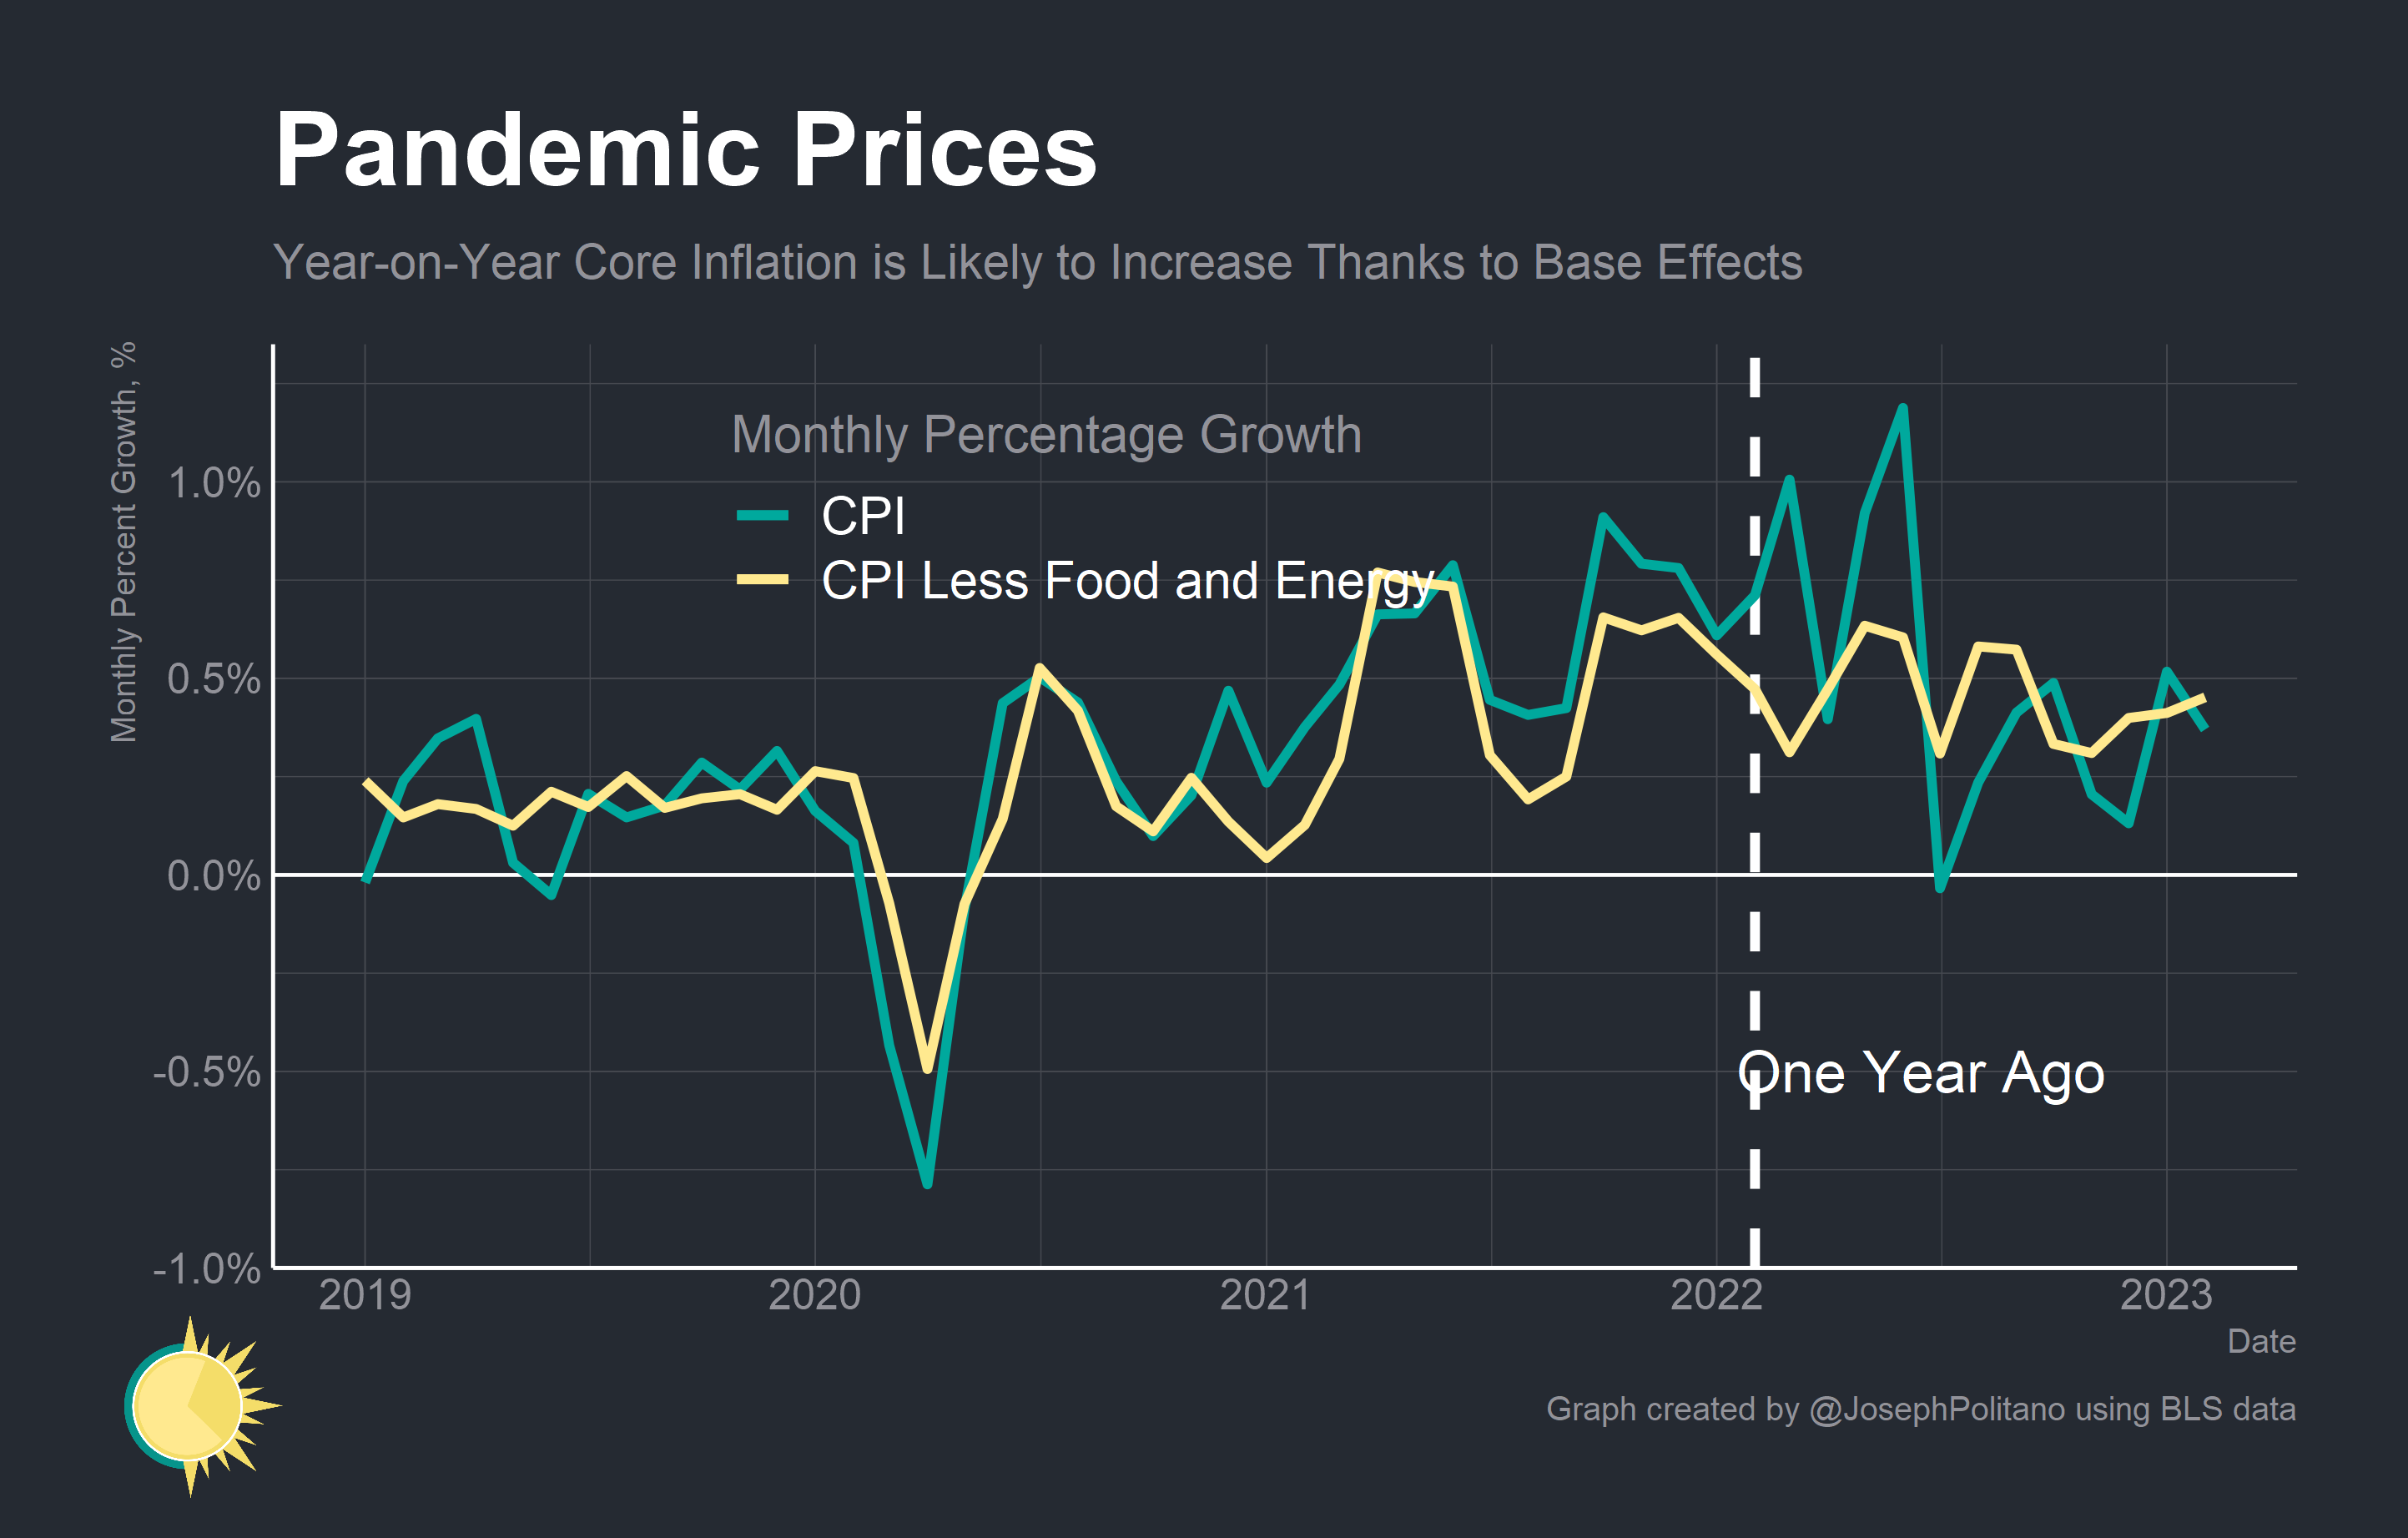 Pandemic Prices
Year-on-Year Core Inflation is Likely to Increase Thanks to Base Effects
Monthly Percent Growth, %
Monthly Percentage Growth
CPI
CPI Less Food and Energy
1.0%
0.5%
0.0%
-0.5%
-1.0%
One Year Ago
2019 2020 2021 2022 2023
Date
Graph created by @JosephPolitano using BLS data